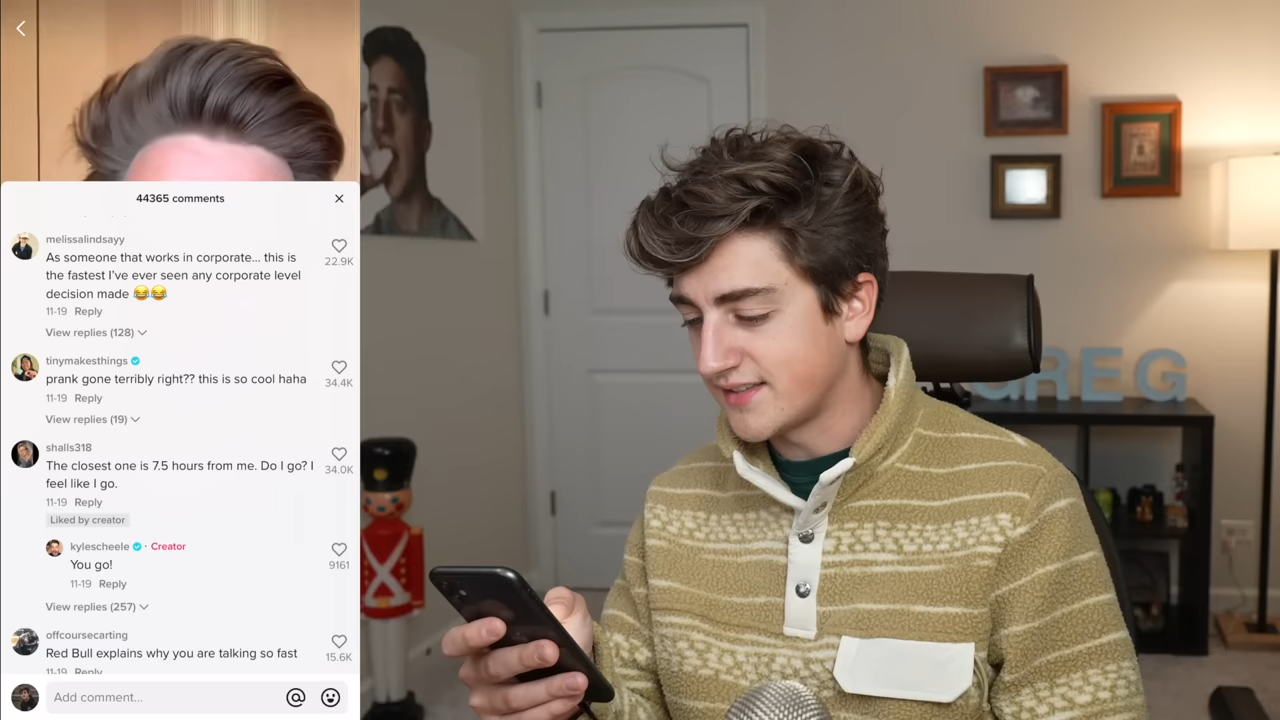 44365 comments
melissalindsayy
As someone that works in corporate... this is
the fastest I've ever seen any corporate level
decision made 😂😂
22.9K
11-19 Reply
View replies (128)
tinymakesthings
prank gone terribly right?? this is so cool haha
34.4K
11-19 Reply
View replies (19)
shalls318
The closest one is 7.5 hours from me. Do I go? I
feel like I go.
34.0K
11-19 Reply
Liked by creator
kylescheele · Creator
You go!
9161
11-19 Reply
View replies (257)
offcoursecarting
Red Bull explains why you are talking so fast
15.6K
11-19 Reply
Add comment...
GREG